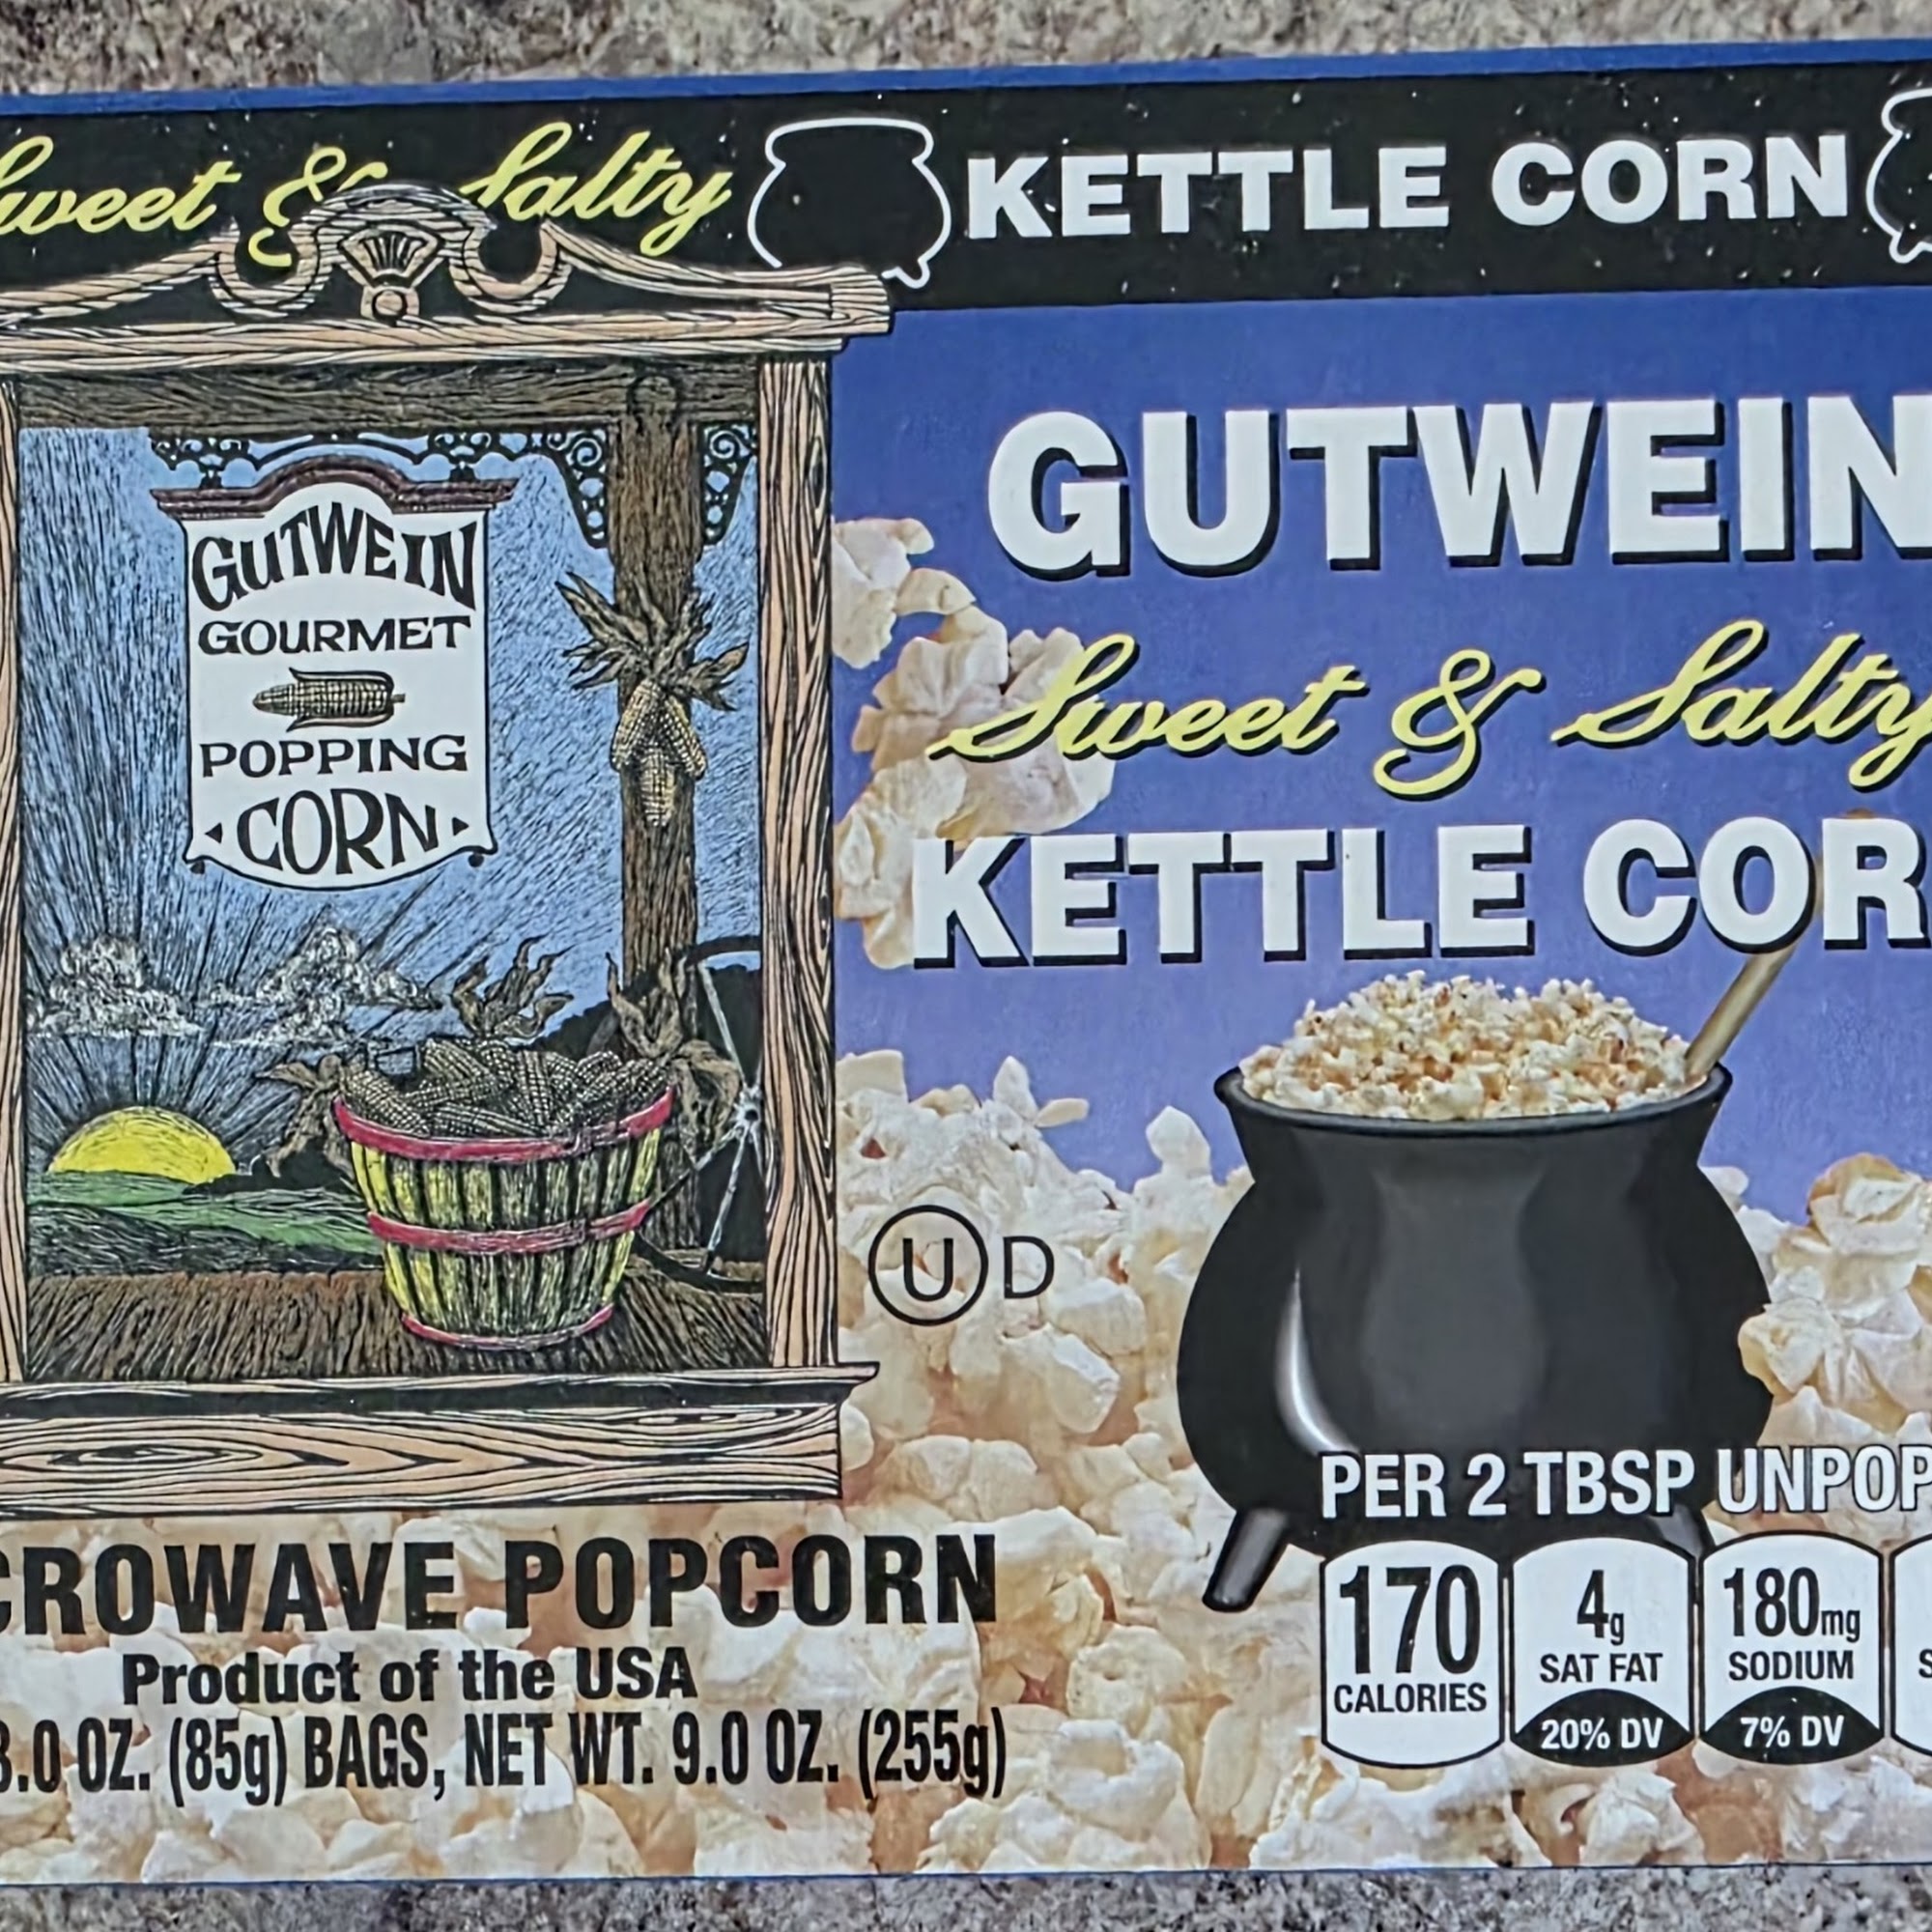 Sweet & Salty KETTLE CORN
GUTWEIN
GOURMET
POPPING
CORN
GUTWEIN
Sweet & Salty
KETTLE COR
U D
PER 2 TBSP UNPOP
170
CALORIES
4g
SAT FAT
20% DV
180mg
SODIUM
7% DV
CROWAVE POPCORN
Product of the USA
3.0 OZ. (85g) BAGS, NET WT. 9.0 OZ. (255g)